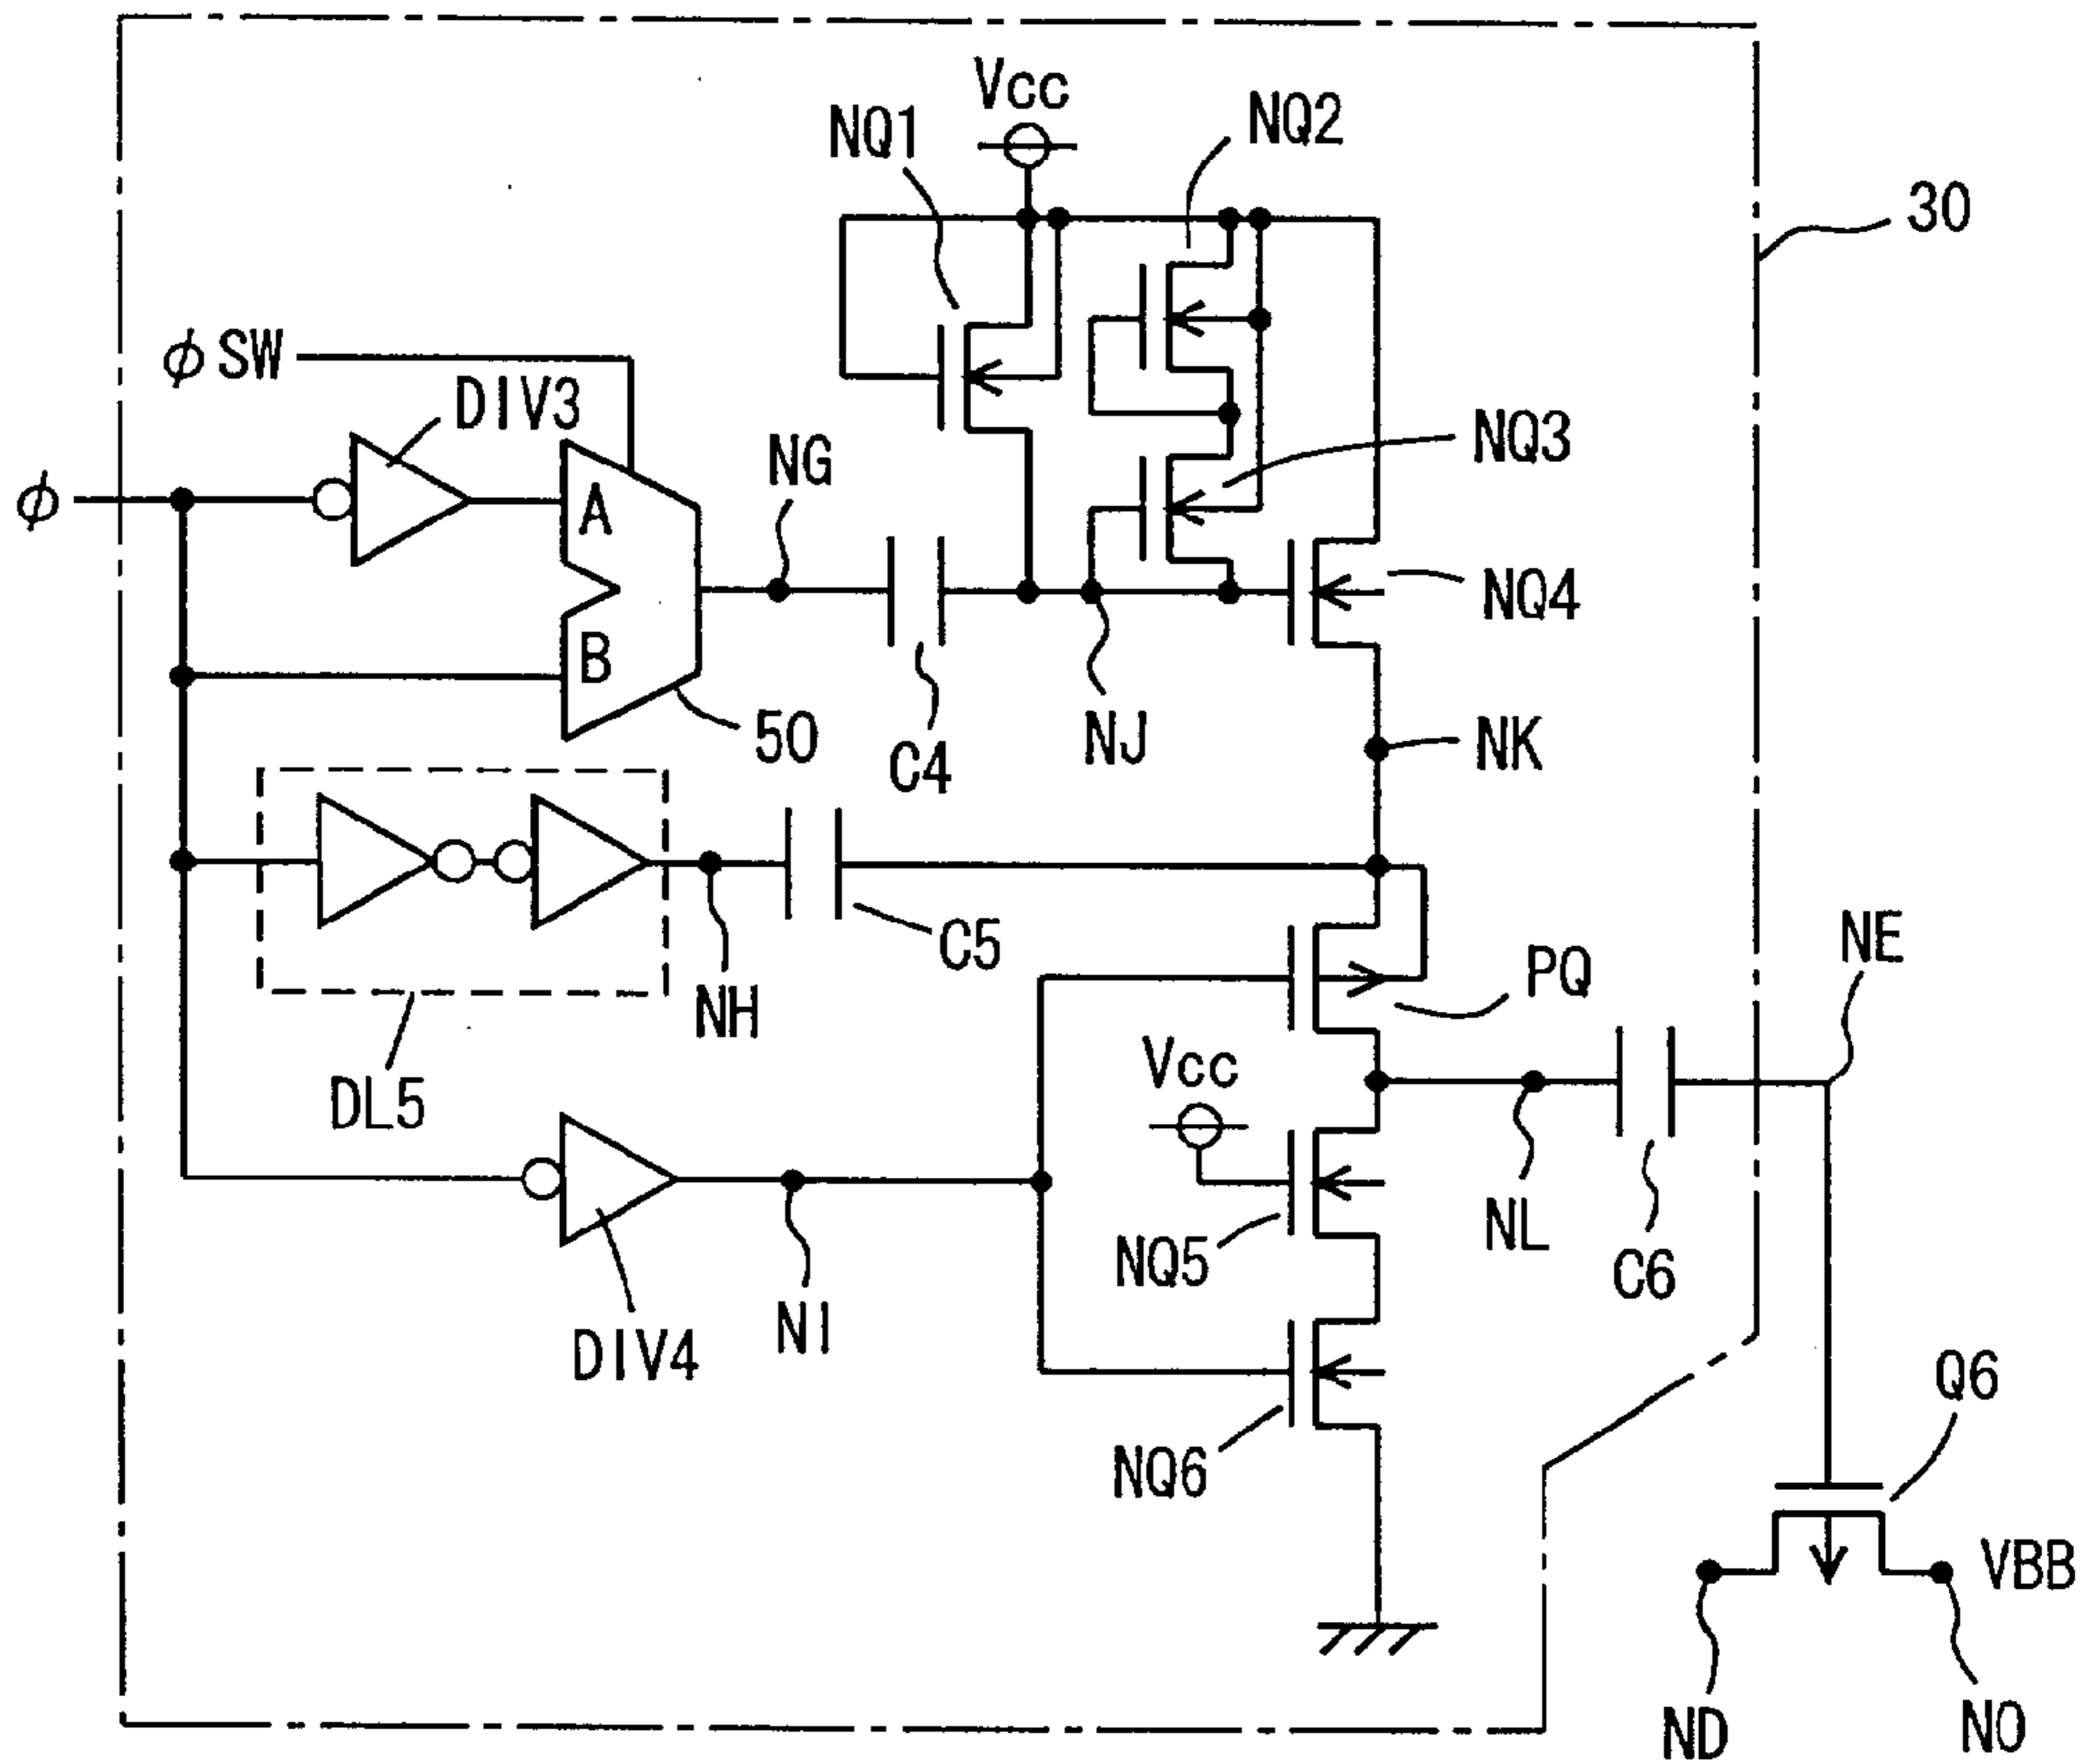 Vcc
NQ1
NQ2
30
φSW
DIV3
NQ3
NG
φ
A
NQ4
B
50
C4
NJ
NK
C5
NE
NH
PQ
DL5
Vcc
NL
NQ5
C6
NI
DIV4
Q6
NQ6
VBB
ND
NO